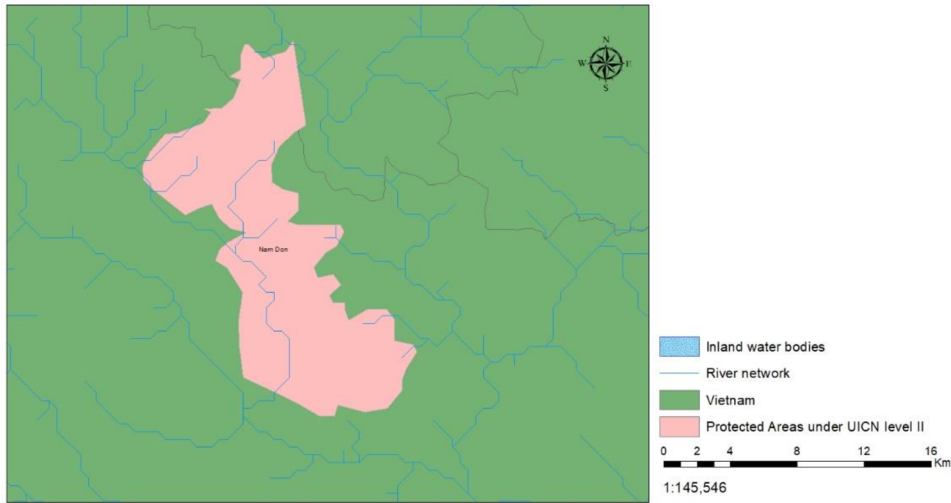 N
W E
S
Nam Don
Inland water bodies
River network
Vietnam
Protected Areas under UICN level II
0 2 4 8 12 16
Km
1:145,546